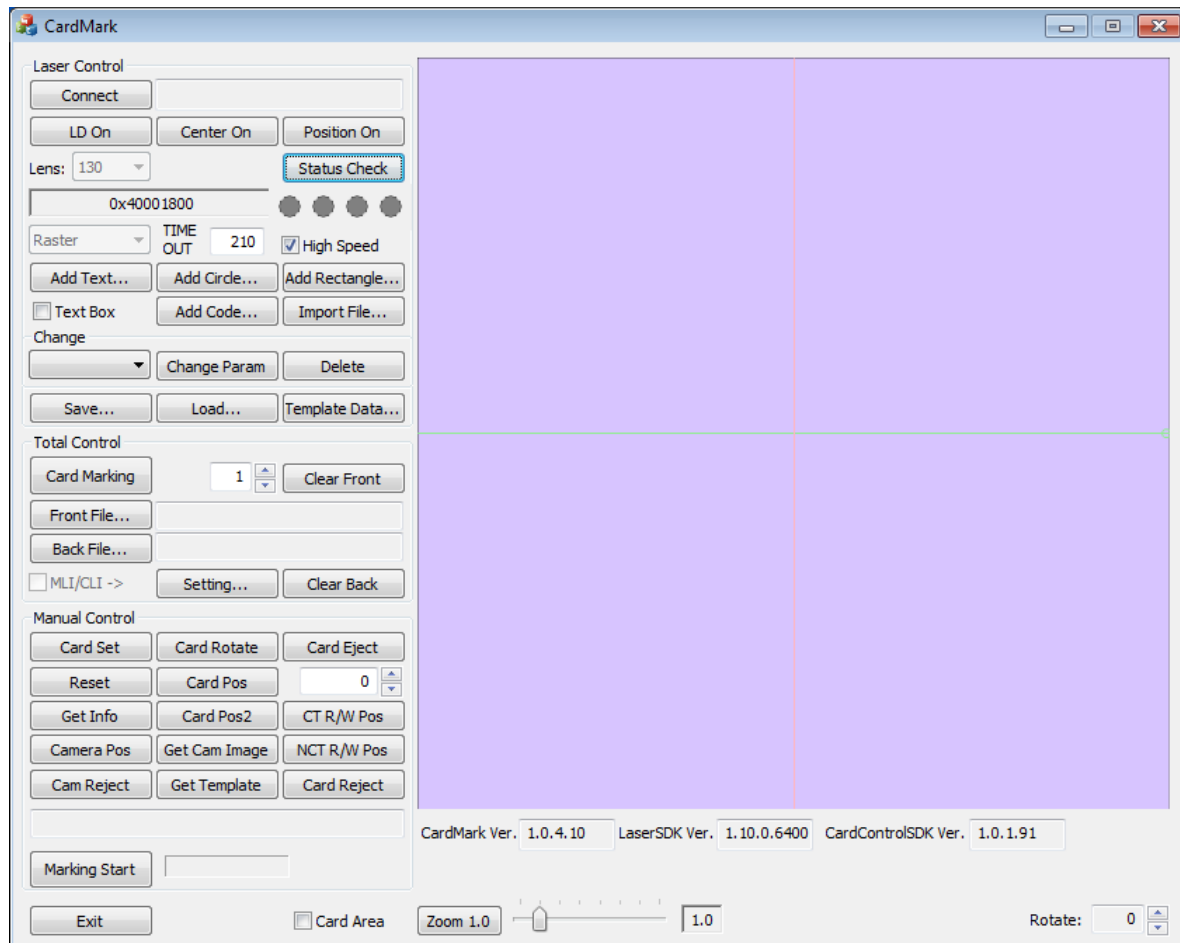 CardMark
Laser Control
Connect
LD On Center On Position On
Lens: 130 Status Check
0x40001800
Raster TIME OUT 210 High Speed
Add Text... Add Circle... Add Rectangle...
Text Box Add Code... Import File...
Change
Change Param Delete
Save... Load... Template Data...
Total Control
Card Marking 1 Clear Front
Front File...
Back File...
MLI/CLI -> Setting... Clear Back
Manual Control
Card Set Card Rotate Card Eject
Reset Card Pos 0
Get Info Card Pos2 CT R/W Pos
Camera Pos Get Cam Image NCT R/W Pos
Cam Reject Get Template Card Reject
CardMark Ver. 1.0.4.10 LaserSDK Ver. 1.10.0.6400 CardControlSDK Ver. 1.0.1.91
Marking Start
Exit Card Area Zoom 1.0 1.0 Rotate: 0